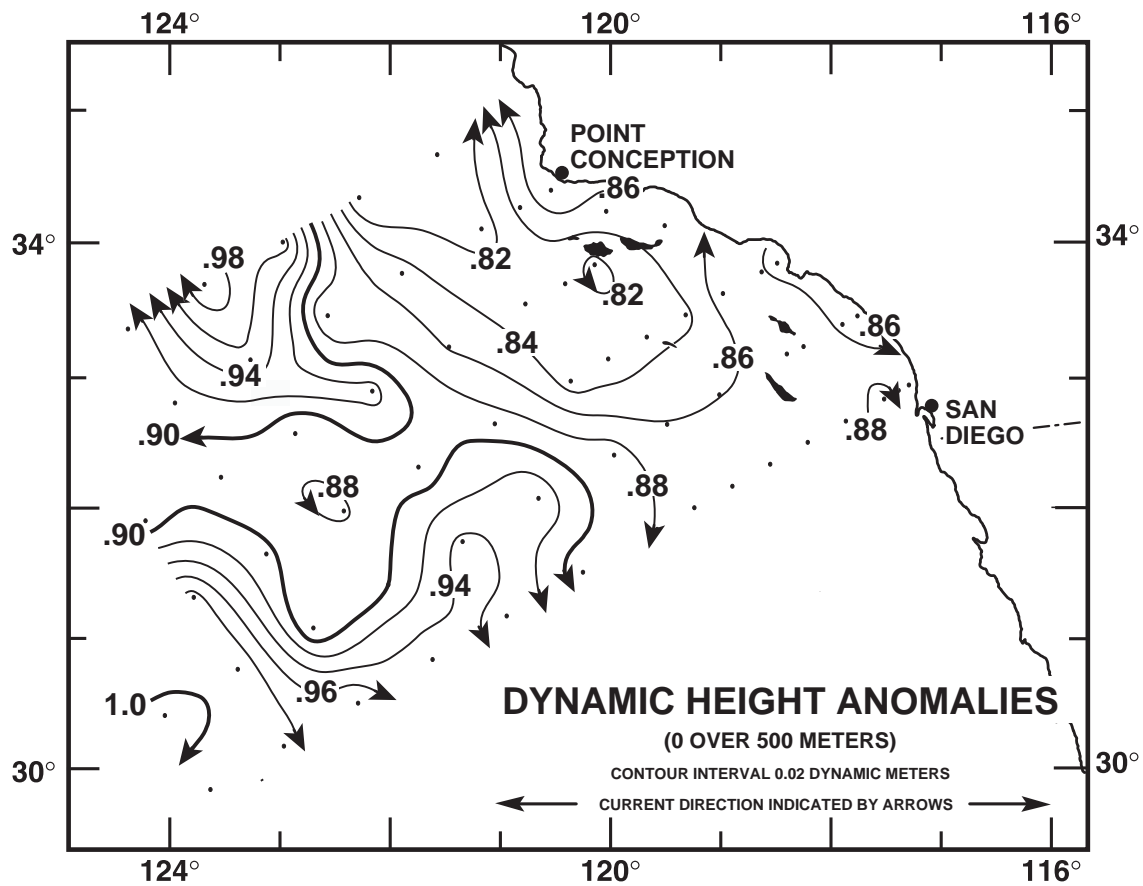 124° 120° 116°
POINT
CONCEPTION
.86
34° 34°
.98 .82
.82
.86
.84
.86
.94
.90 .88 SAN
DIEGO
.88 .88
.90
.94
.96
1.0
DYNAMIC HEIGHT ANOMALIES
(0 OVER 500 METERS)
30° 30°
CONTOUR INTERVAL 0.02 DYNAMIC METERS
CURRENT DIRECTION INDICATED BY ARROWS
124° 120° 116°